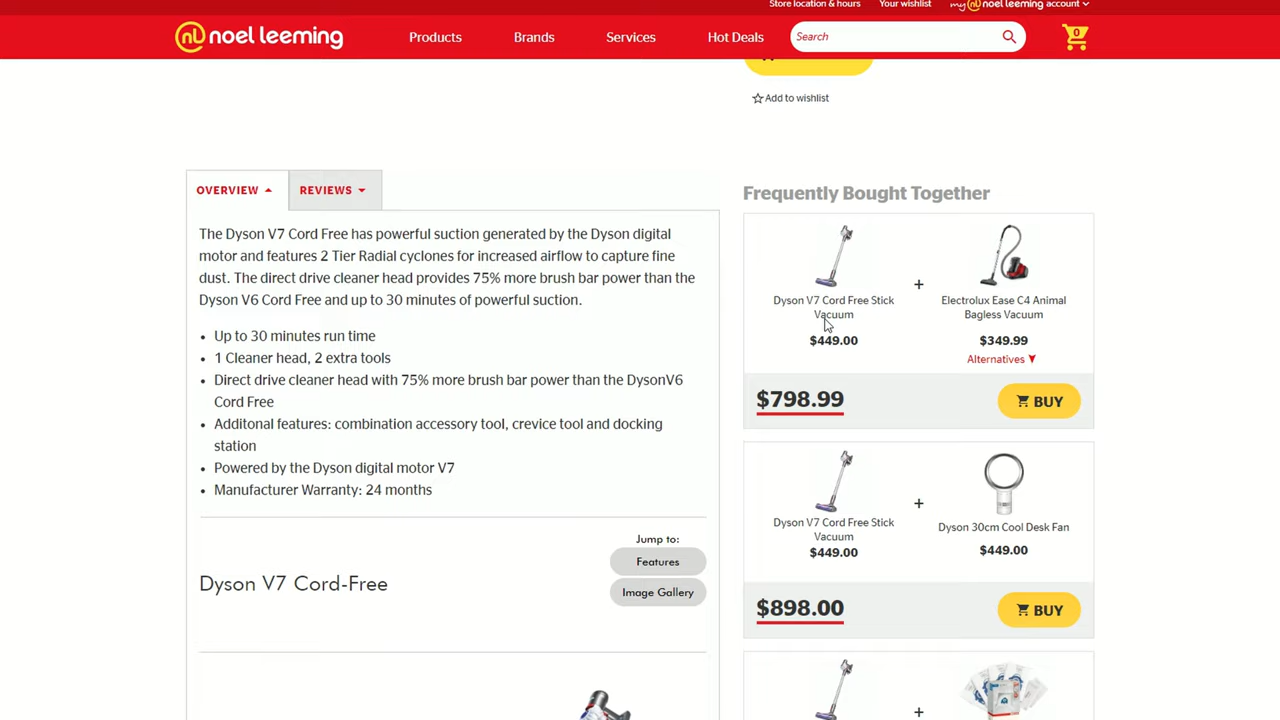 Store location & hours Your wishlist my nl noel leeming account
nl noel leeming Products Brands Services Hot Deals Search 0
Add to wishlist
OVERVIEW REVIEWS
The Dyson V7 Cord Free has powerful suction generated by the Dyson digital
motor and features 2 Tier Radial cyclones for increased airflow to capture fine
dust. The direct drive cleaner head provides 75% more brush bar power than the
Dyson V6 Cord Free and up to 30 minutes of powerful suction.
• Up to 30 minutes run time
• 1 Cleaner head, 2 extra tools
• Direct drive cleaner head with 75% more brush bar power than the DysonV6
Cord Free
• Additonal features: combination accessory tool, crevice tool and docking
station
• Powered by the Dyson digital motor V7
• Manufacturer Warranty: 24 months
Jump to:
Features
Dyson V7 Cord-Free
Image Gallery
Frequently Bought Together
Dyson V7 Cord Free Stick
Vacuum
$449.00
+
Electrolux Ease C4 Animal
Bagless Vacuum
$349.99
Alternatives
$798.99 BUY
Dyson V7 Cord Free Stick
Vacuum
$449.00
+
Dyson 30cm Cool Desk Fan
$449.00
$898.00 BUY
+